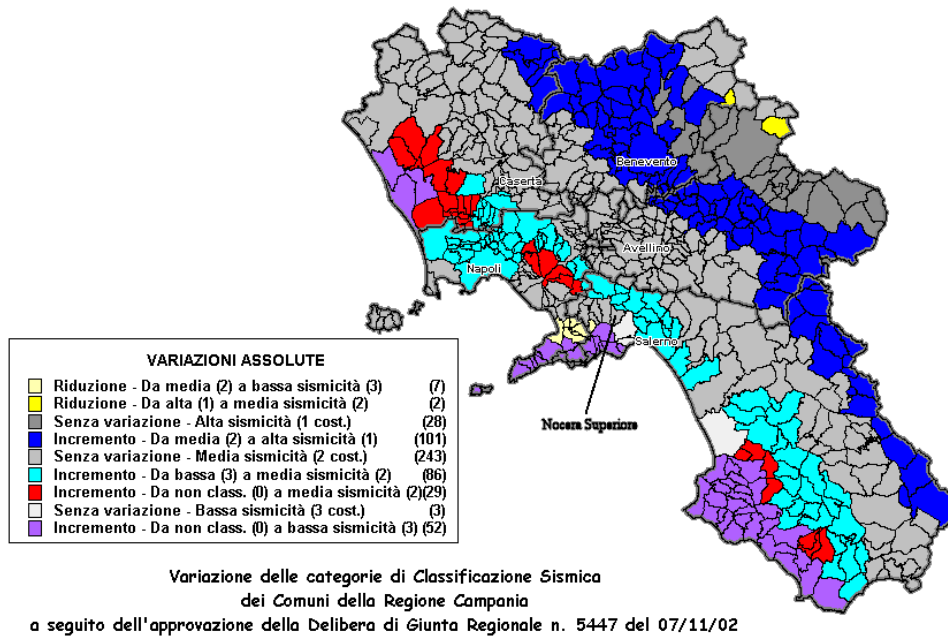 Benevento
Caserta
Avellino
Napoli
Salerno
Nocera Superiore
VARIAZIONI ASSOLUTE
Riduzione - Da media (2) a bassa sismicità (3) (7)
Riduzione - Da alta (1) a media sismicità (2) (2)
Senza variazione - Alta sismicità (1 cost.) (28)
Incremento - Da media (2) a alta sismicità (1) (101)
Senza variazione - Media sismicità (2 cost.) (243)
Incremento - Da bassa (3) a media sismicità (2) (86)
Incremento - Da non class. (0) a media sismicità (2)(29)
Senza variazione - Bassa sismicità (3 cost.) (3)
Incremento - Da non class. (0) a bassa sismicità (3) (52)
Variazione delle categorie di Classificazione Sismica
dei Comuni della Regione Campania
a seguito dell'approvazione della Delibera di Giunta Regionale n. 5447 del 07/11/02